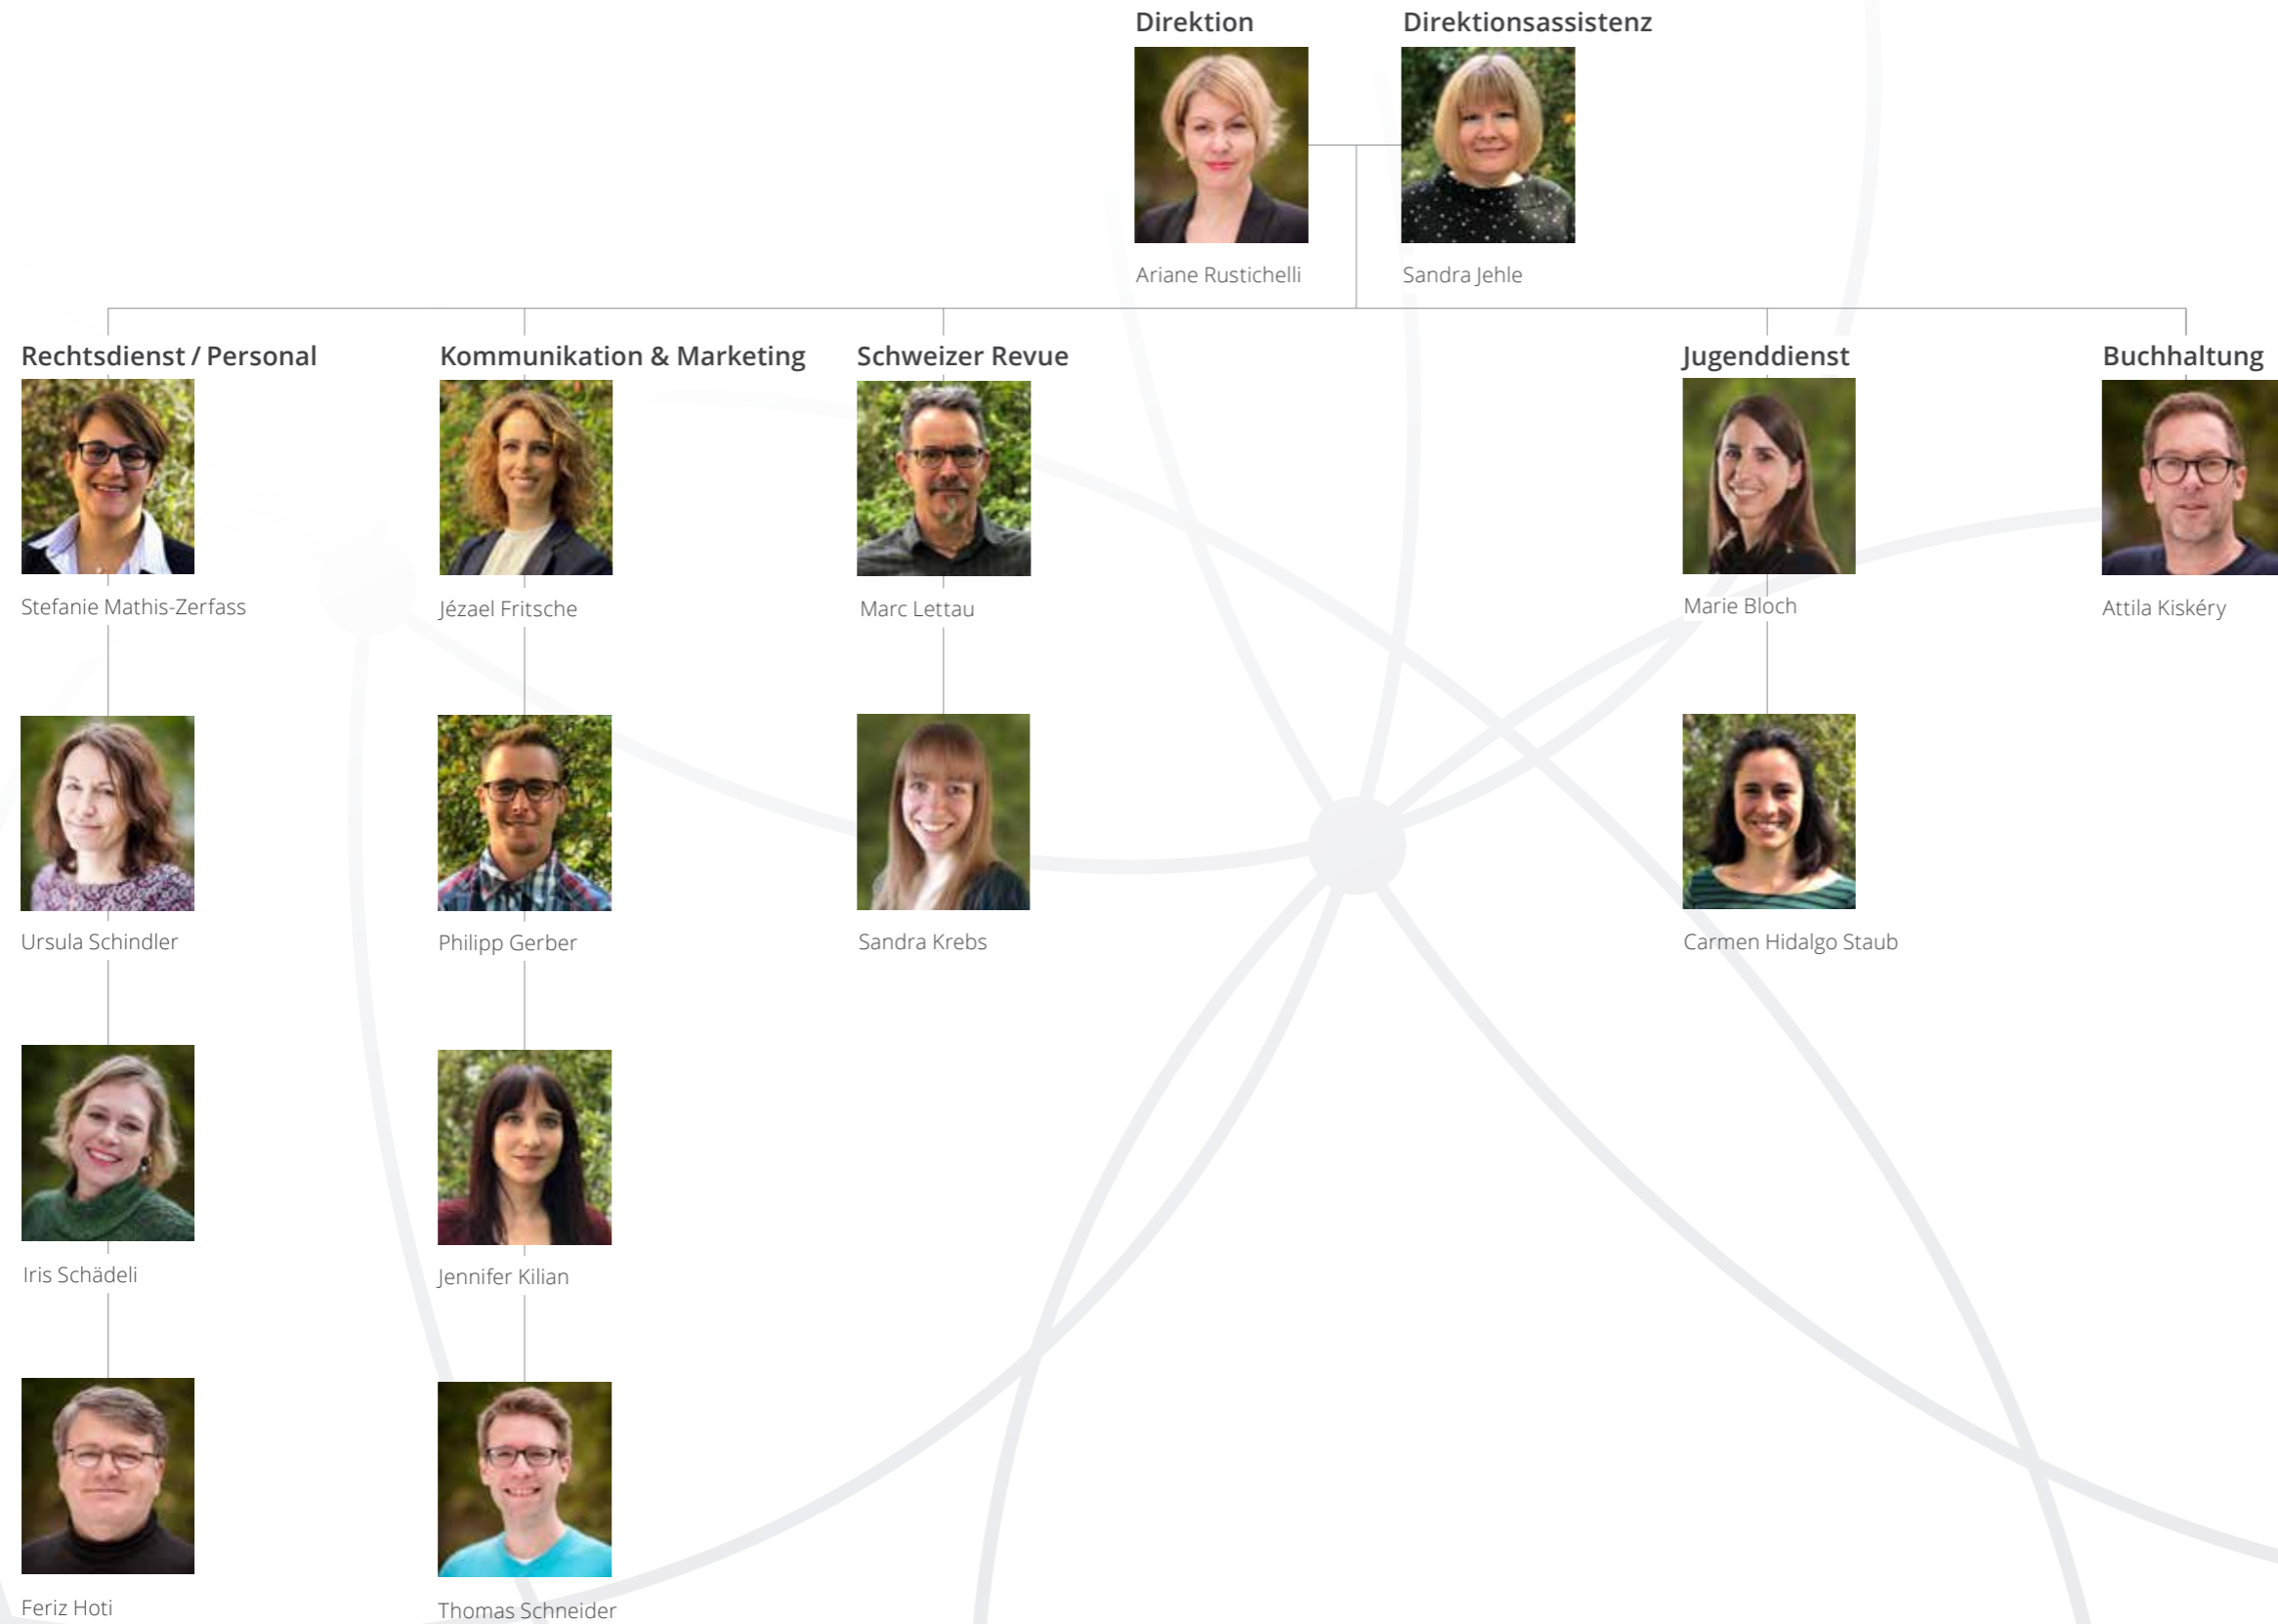 Direktion
Direktionsassistenz
Ariane Rustichelli
Sandra Jehle
Rechtsdienst / Personal
Kommunikation & Marketing
Schweizer Revue
Jugenddienst
Buchhaltung
Stefanie Mathis-Zerfass
Jézael Fritsche
Marc Lettau
Marie Bloch
Attila Kiskéry
Ursula Schindler
Philipp Gerber
Sandra Krebs
Carmen Hidalgo Staub
Iris Schädeli
Jennifer Kilian
Feriz Hoti
Thomas Schneider